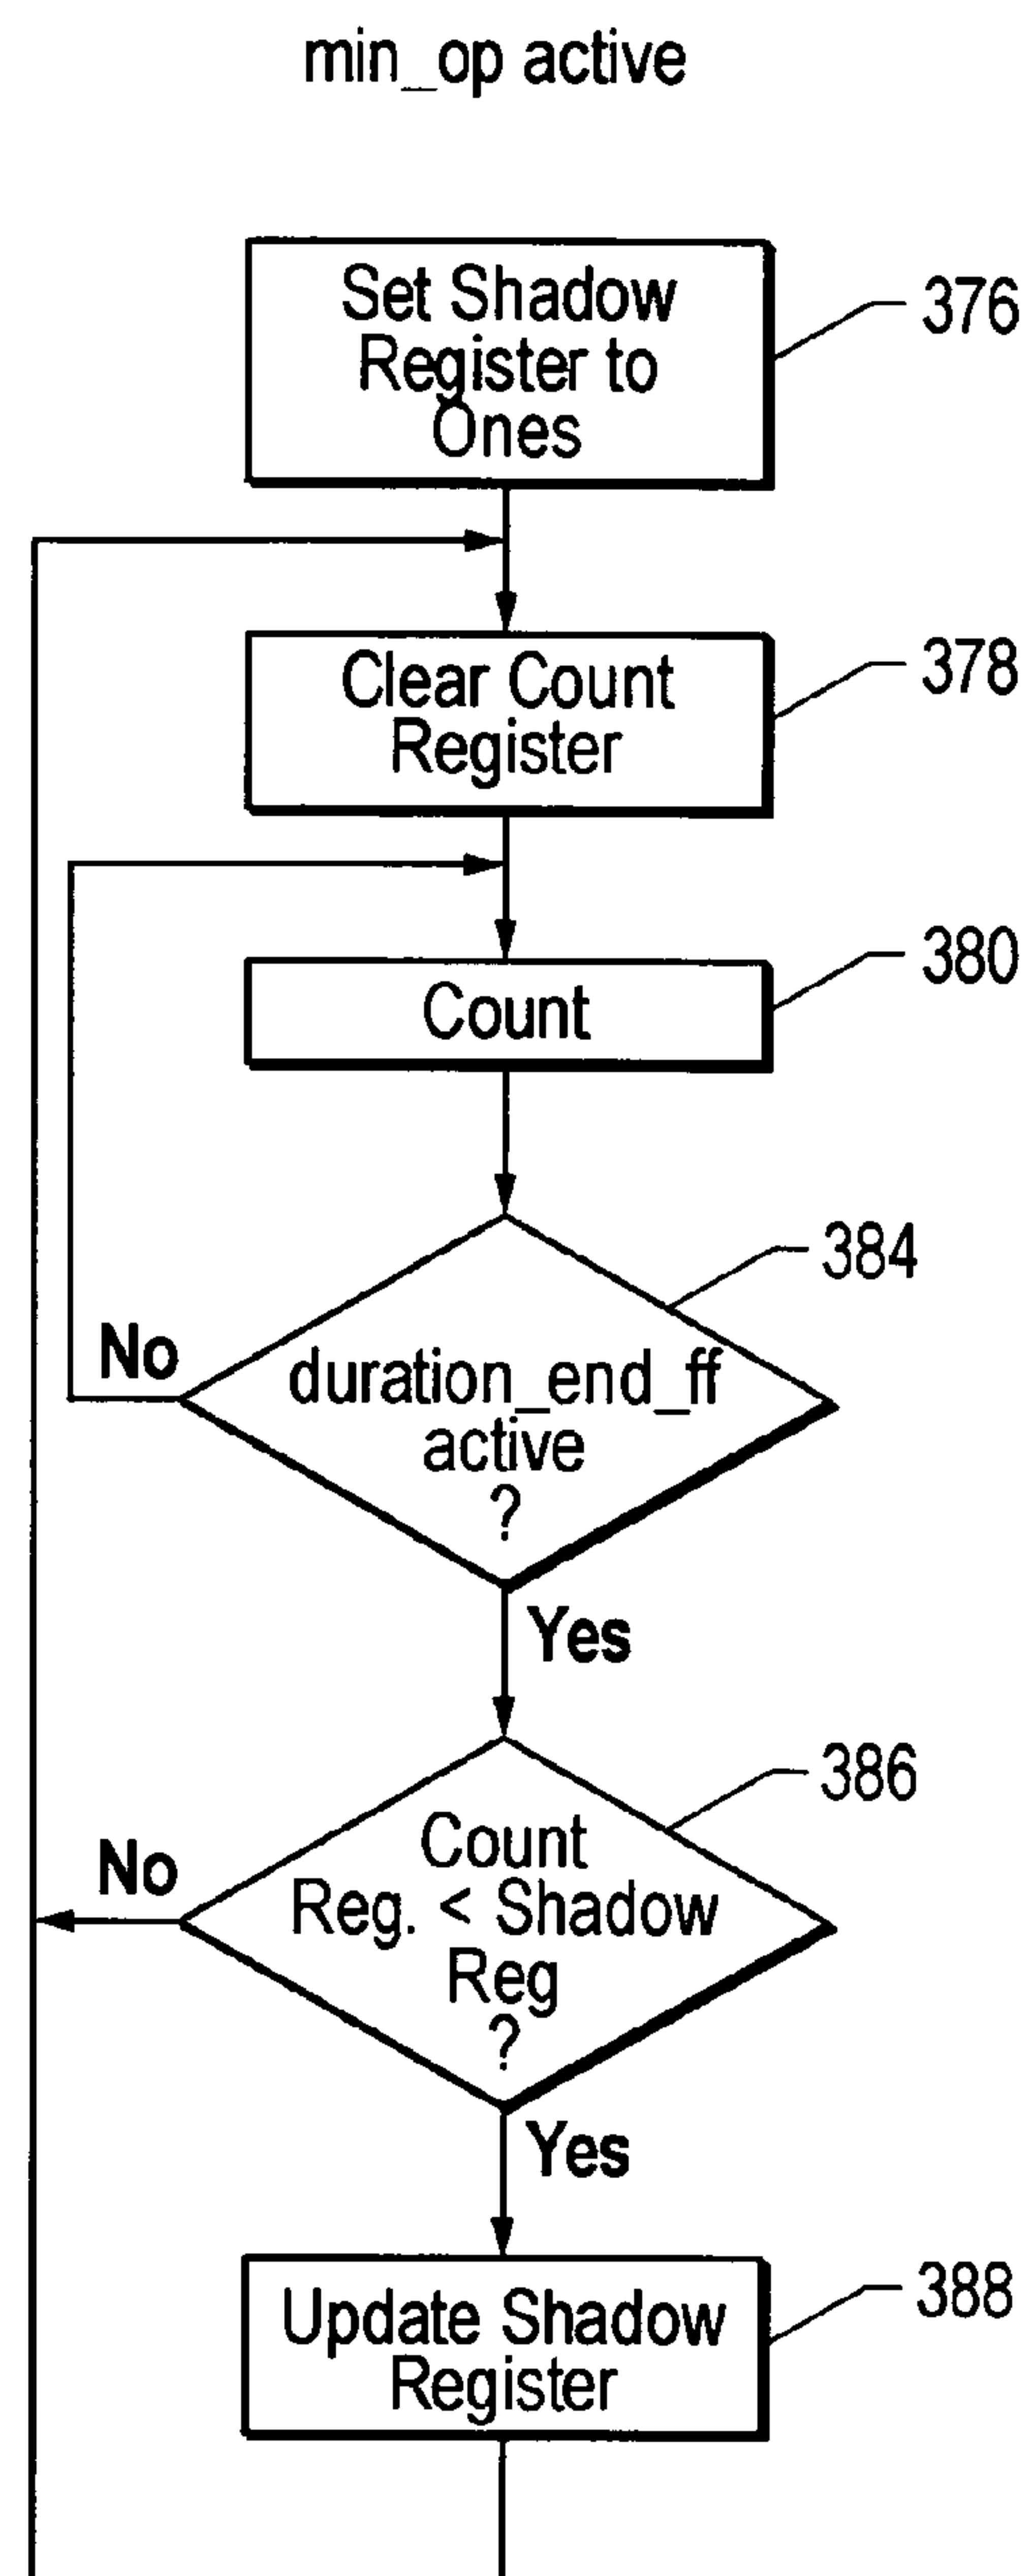 min_op active
Set Shadow
Register to
Ones
376
Clear Count
Register
378
Count
380
384
No
duration_end_ff
active
?
Yes
386
No
Count
Reg. < Shadow
Reg
?
Yes
Update Shadow
Register
388